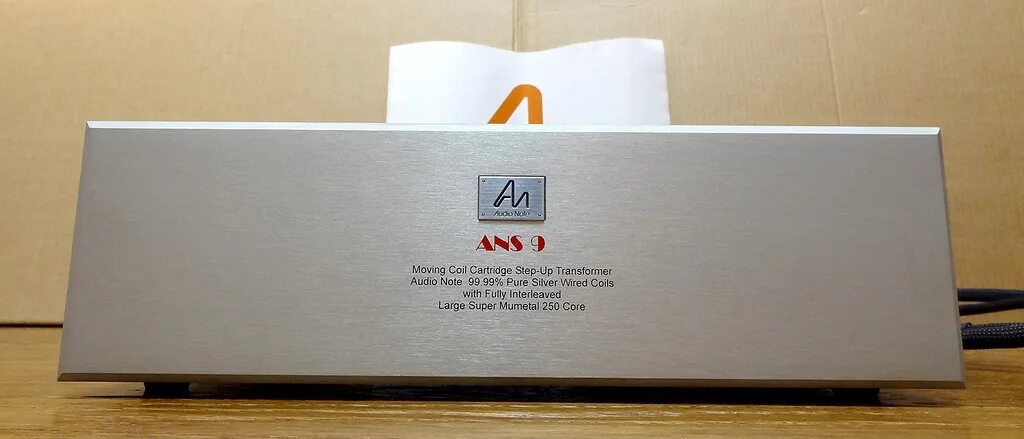 An
Audio Note
ANS 9
Moving Coil Cartridge Step-Up Transformer
Audio Note 99.99% Pure Silver Wired Coils
with Fully Interleaved
Large Super Mumetal 250 Core